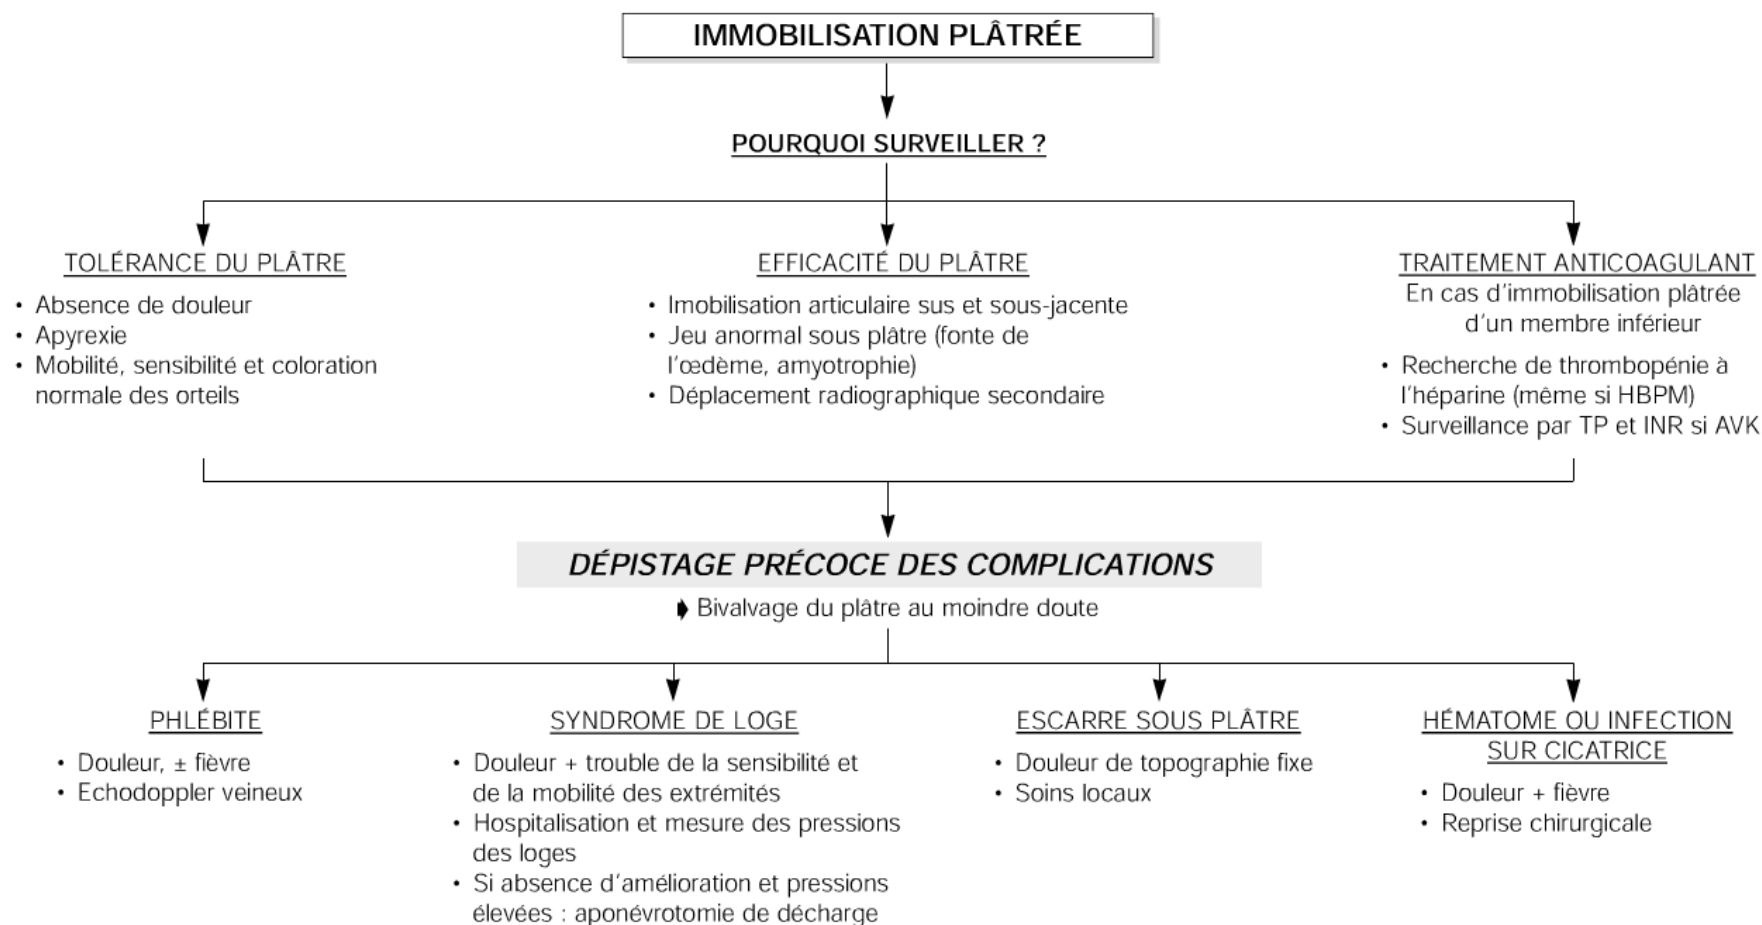 IMMOBILISATION PLÂTRÉE
POURQUOI SURVEILLER ?
TOLÉRANCE DU PLÂTRE
• Absence de douleur
• Apyrexie
• Mobilité, sensibilité et coloration
normale des orteils
EFFICACITÉ DU PLÂTRE
• Imobilisation articulaire sus et sous-jacente
• Jeu anormal sous plâtre (fonte de
l'œdème, amyotrophie)
• Déplacement radiographique secondaire
TRAITEMENT ANTICOAGULANT
En cas d'immobilisation plâtrée
d'un membre inférieur
• Recherche de thrombopénie à
l'héparine (même si HBPM)
• Surveillance par TP et INR si AVK
DÉPISTAGE PRÉCOCE DES COMPLICATIONS
➧ Bivalvage du plâtre au moindre doute
PHLÉBITE
• Douleur, ± fièvre
• Echodoppler veineux
SYNDROME DE LOGE
• Douleur + trouble de la sensibilité et
de la mobilité des extrémités
• Hospitalisation et mesure des pressions
des loges
• Si absence d'amélioration et pressions
élevées : aponévrotomie de décharge
ESCARRE SOUS PLÂTRE
• Douleur de topographie fixe
• Soins locaux
HÉMATOME OU INFECTION
SUR CICATRICE
• Douleur + fièvre
• Reprise chirurgicale